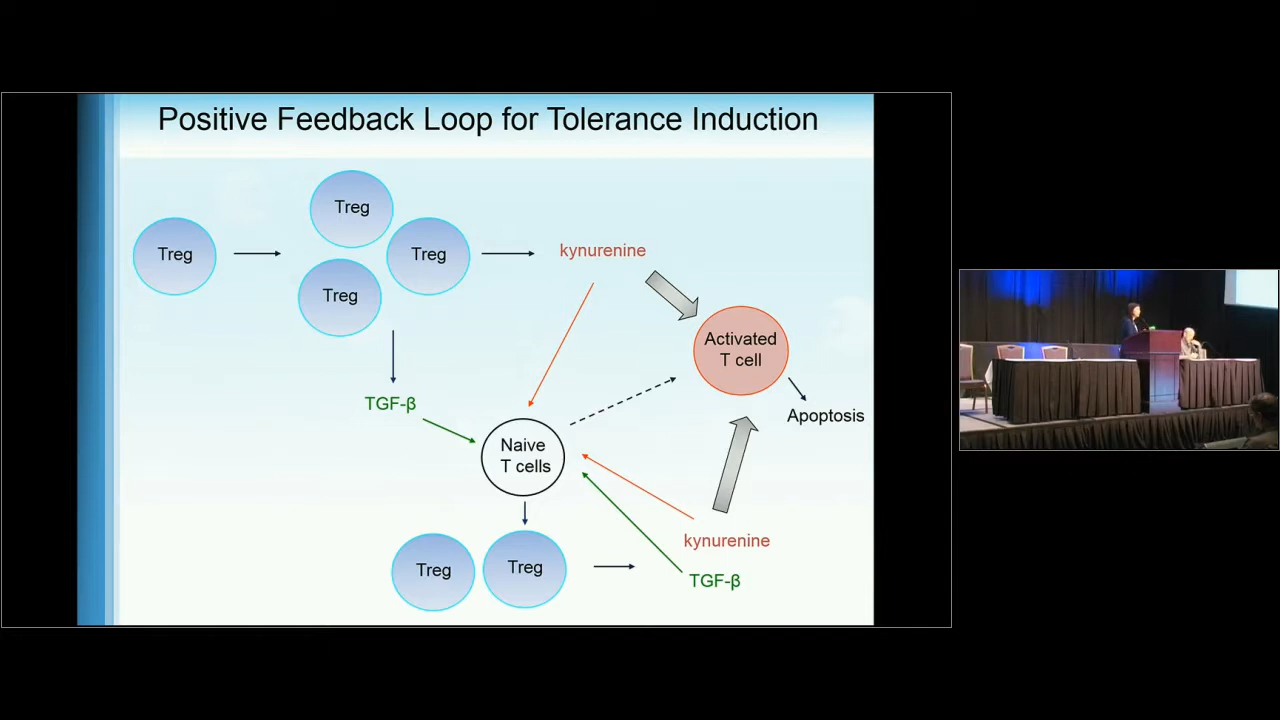 Positive Feedback Loop for Tolerance Induction
Treg
Treg
Treg
Treg
kynurenine
Activated
T cell
Apoptosis
TGF-β
Naive
T cells
Treg
Treg
kynurenine
TGF-β